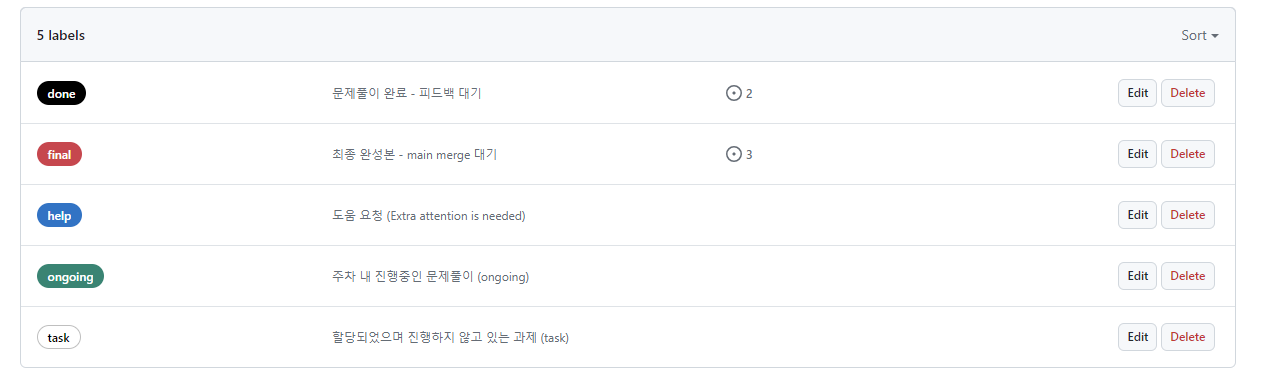 5 labels Sort
done 문제풀이 완료 - 피드백 대기 2 Edit Delete
final 최종 완성본 - main merge 대기 3 Edit Delete
help 도움 요청 (Extra attention is needed) Edit Delete
ongoing 주차 내 진행중인 문제풀이 (ongoing) Edit Delete
task 할당되었으며 진행하지 않고 있는 과제 (task) Edit Delete